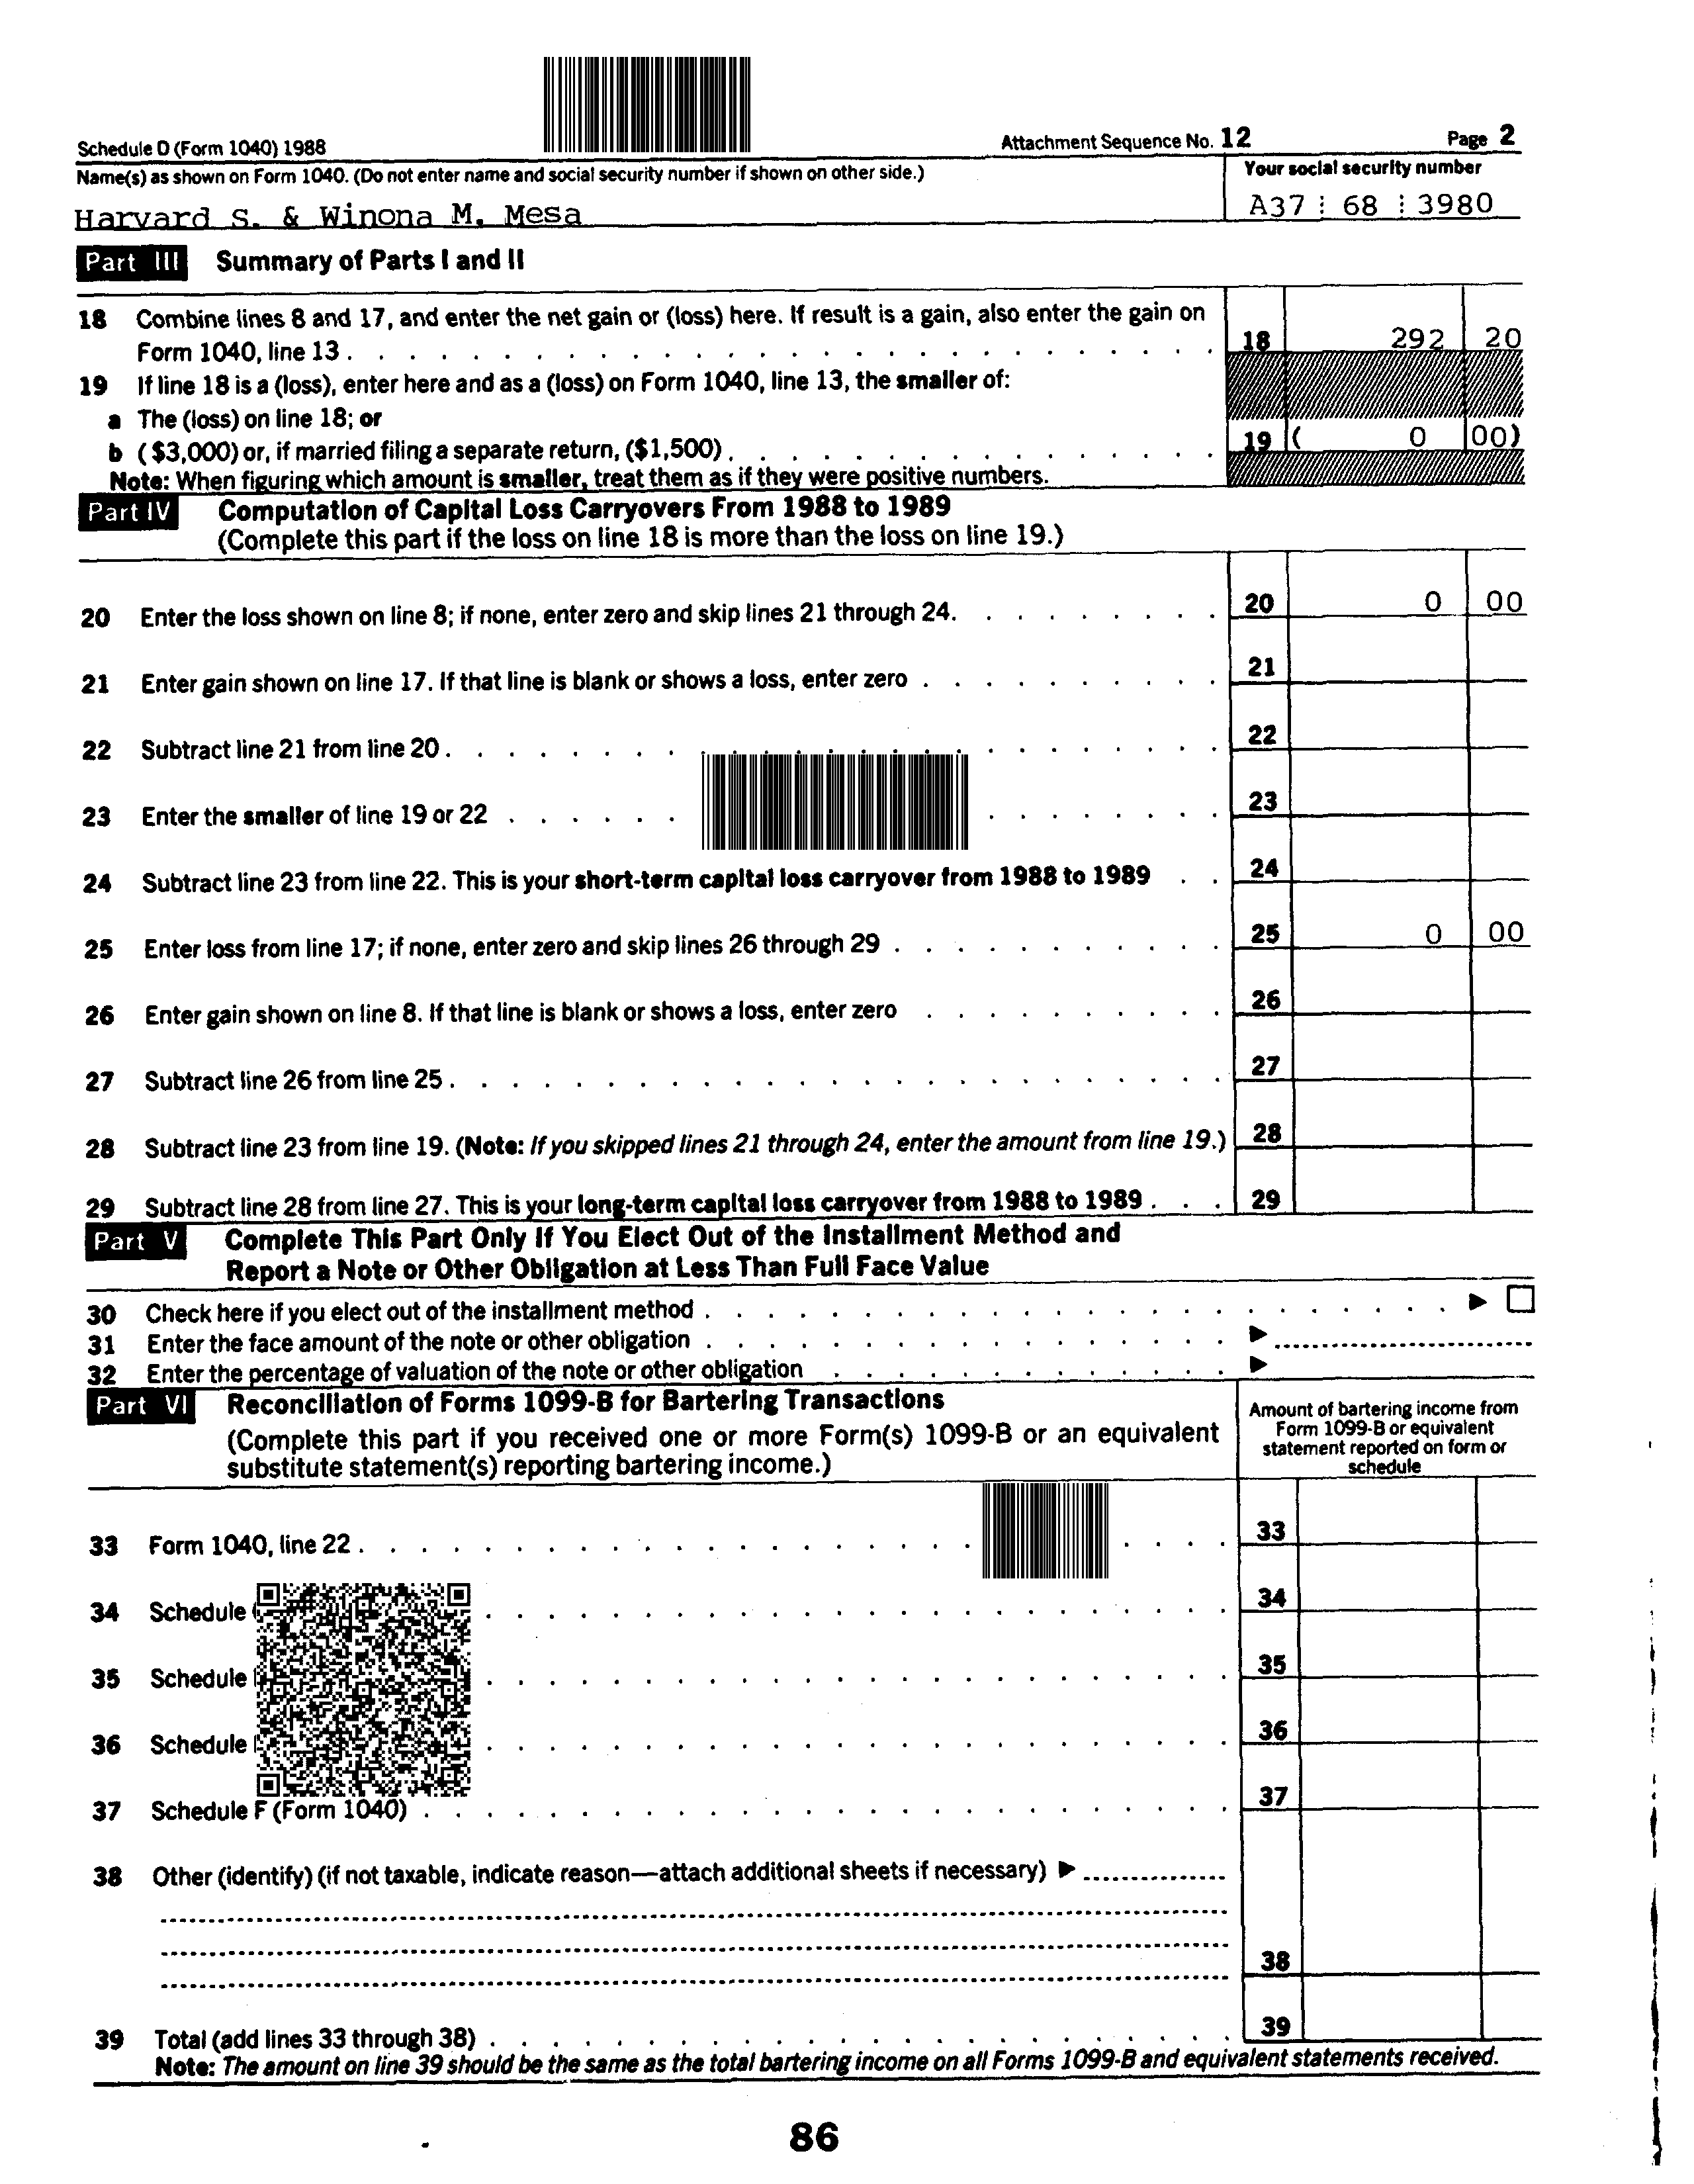 Schedule D (Form 1040) 1988 Attachment Sequence No. 12 Page 2
Name(s) as shown on Form 1040. (Do not enter name and social security number if shown on other side.) Your social security number
Harvard S. & Winona M. Mesa A37 68 3980
Part III Summary of Parts I and II
18 Combine lines 8 and 17, and enter the net gain or (loss) here. If result is a gain, also enter the gain on
Form 1040, line 13 . . . . . 18 292 20
19 If line 18 is a (loss), enter here and as a (loss) on Form 1040, line 13, the smaller of:
a The (loss) on line 18; or
b ($3,000) or, if married filing a separate return, ($1,500) . . . . . 19 ( 0 00)
Note: When figuring which amount is smaller, treat them as if they were positive numbers.
Part IV Computation of Capital Loss Carryovers From 1988 to 1989
(Complete this part if the loss on line 18 is more than the loss on line 19.)
20 Enter the loss shown on line 8; if none, enter zero and skip lines 21 through 24 . . . . . 20 0 00
21 Enter gain shown on line 17. If that line is blank or shows a loss, enter zero . . . . . 21
22 Subtract line 21 from line 20 . . . . . 22
23 Enter the smaller of line 19 or 22 . . . . . 23
24 Subtract line 23 from line 22. This is your short-term capital loss carryover from 1988 to 1989 . . 24
25 Enter loss from line 17; if none, enter zero and skip lines 26 through 29 . . . . . 25 0 00
26 Enter gain shown on line 8. If that line is blank or shows a loss, enter zero . . . . . 26
27 Subtract line 26 from line 25 . . . . . 27
28 Subtract line 23 from line 19. (Note: If you skipped lines 21 through 24, enter the amount from line 19.) 28
29 Subtract line 28 from line 27. This is your long-term capital loss carryover from 1988 to 1989 . . . 29
Part V Complete This Part Only If You Elect Out of the Installment Method and
Report a Note or Other Obligation at Less Than Full Face Value
30 Check here if you elect out of the installment method . . . . . ▶ ☐
31 Enter the face amount of the note or other obligation . . . . . ▶
32 Enter the percentage of valuation of the note or other obligation . . . . . ▶
Part VI Reconciliation of Forms 1099-B for Bartering Transactions
(Complete this part if you received one or more Form(s) 1099-B or an equivalent
substitute statement(s) reporting bartering income.)
Amount of bartering income from
Form 1099-B or equivalent
statement reported on form or
schedule
33 Form 1040, line 22 . . . . . 33
34 Schedule . . . . . 34
35 Schedule . . . . . 35
36 Schedule . . . . . 36
37 Schedule F (Form 1040) . . . . . 37
38 Other (identify) (if not taxable, indicate reason—attach additional sheets if necessary) ▶
38
39 Total (add lines 33 through 38) . . . . . 39
Note: The amount on line 39 should be the same as the total bartering income on all Forms 1099-B and equivalent statements received.
86